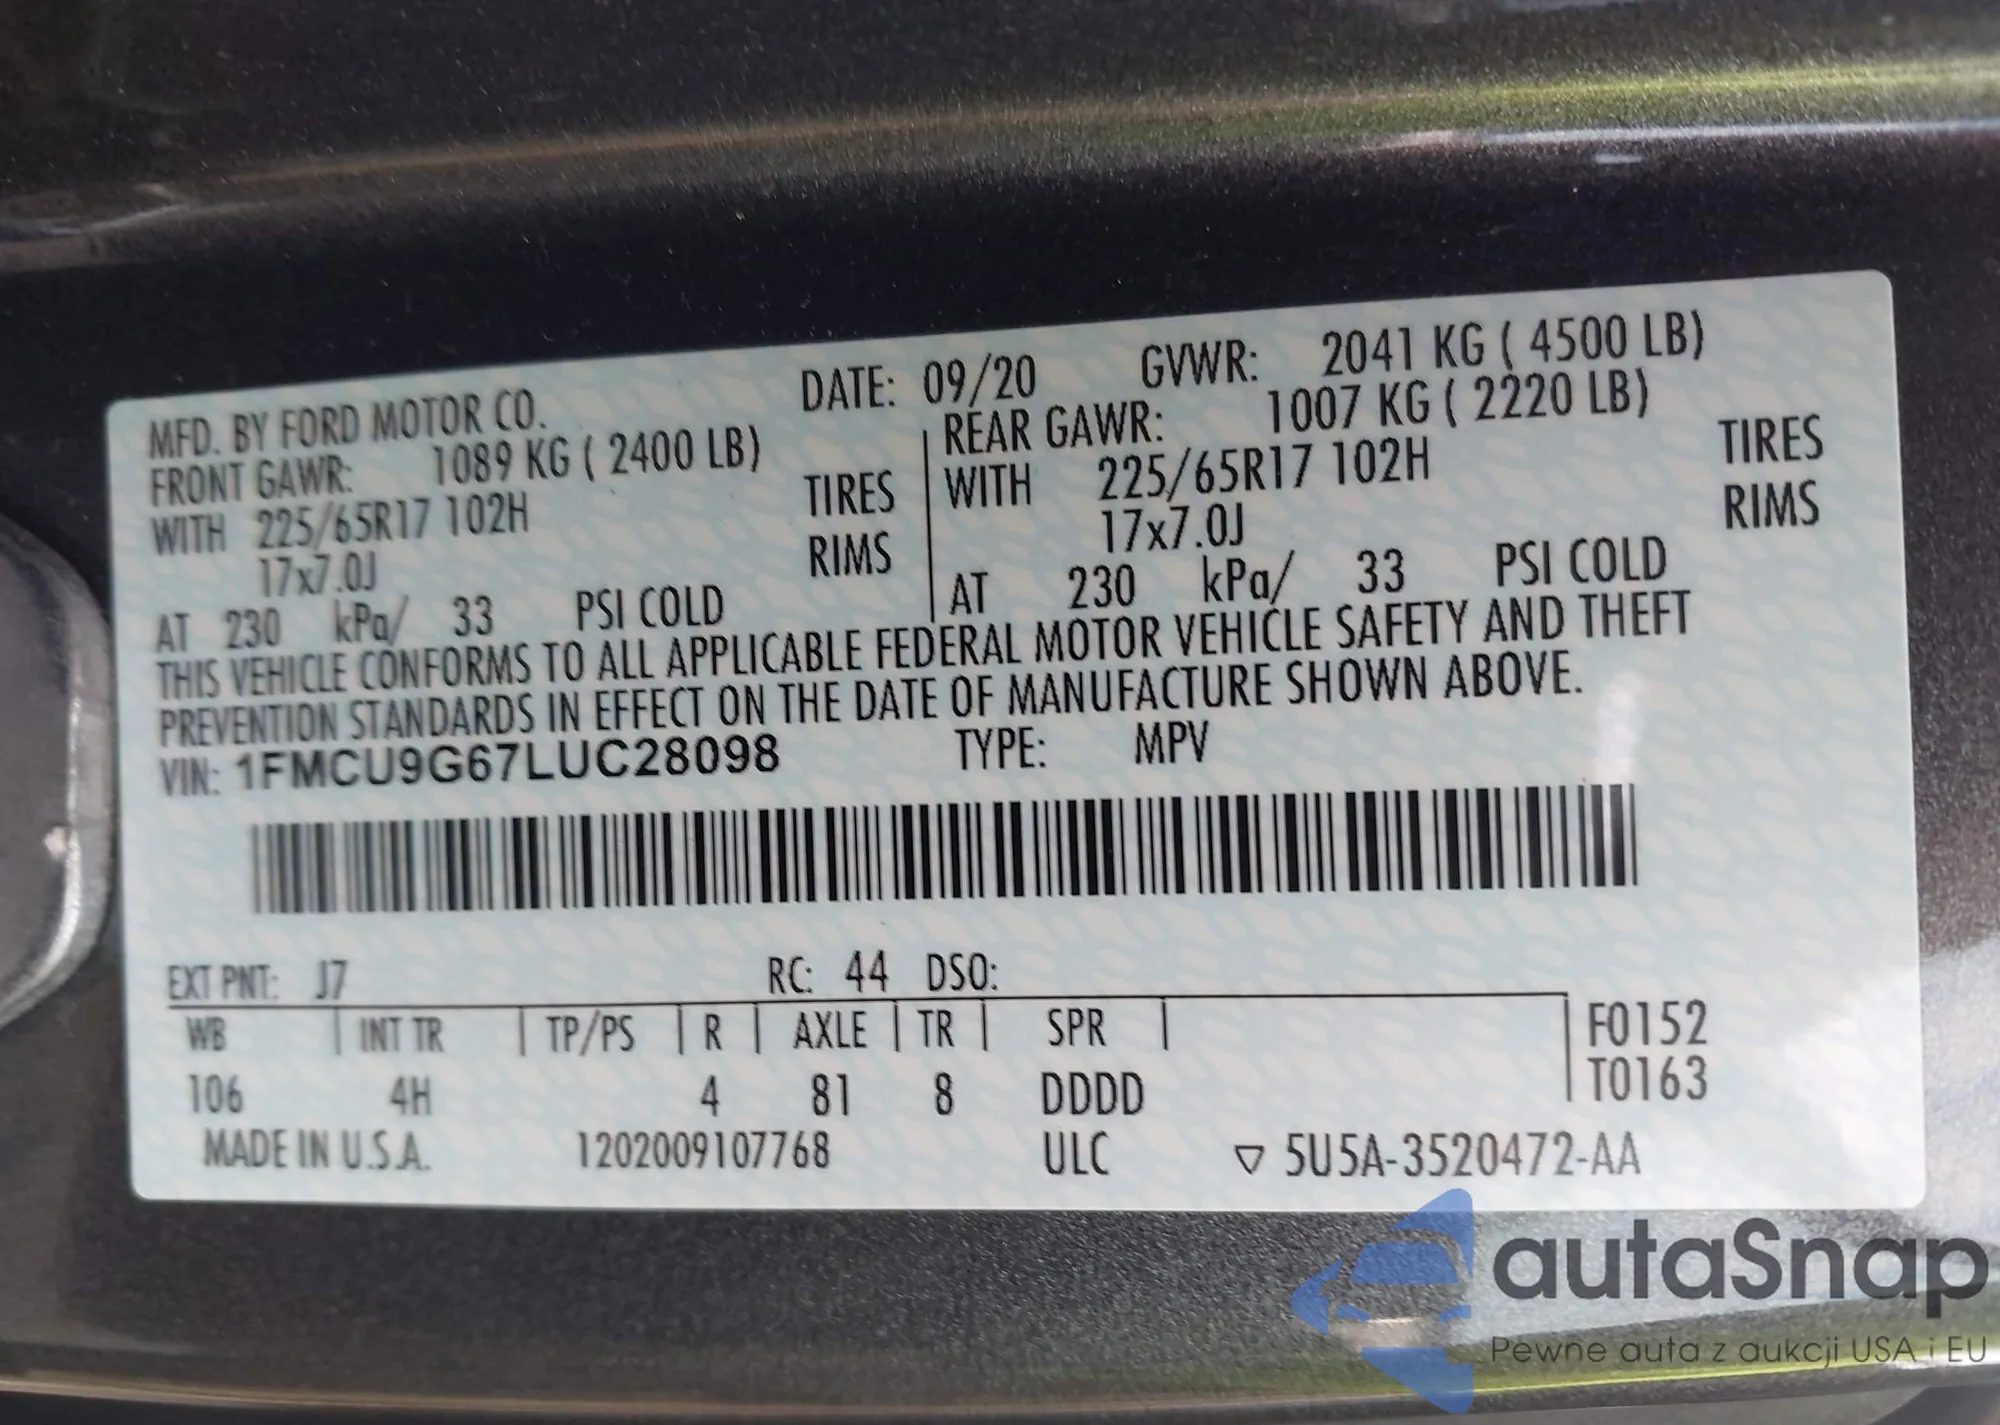 MFD. BY FORD MOTOR CO. DATE: 09/20 GVWR: 2041 KG ( 4500 LB)
FRONT GAWR: 1089 KG ( 2400 LB) REAR GAWR: 1007 KG ( 2220 LB)
WITH 225/65R17 102H TIRES WITH 225/65R17 102H TIRES
17x7.0J RIMS 17x7.0J RIMS
AT 230 kPa/ 33 PSI COLD AT 230 kPa/ 33 PSI COLD
THIS VEHICLE CONFORMS TO ALL APPLICABLE FEDERAL MOTOR VEHICLE SAFETY AND THEFT
PREVENTION STANDARDS IN EFFECT ON THE DATE OF MANUFACTURE SHOWN ABOVE.
VIN: 1FMCU9G67LUC28098 TYPE: MPV
EXT PNT: J7 RC: 44 DSO:
WB INT TR TP/PS R AXLE TR SPR F0152
T0163
106 4H 4 81 8 DDDD
MADE IN U.S.A. 1202009107768 ULC ▽ 5U5A-3520472-AA
autaSnap
Pewne auta z aukcji USA i EU